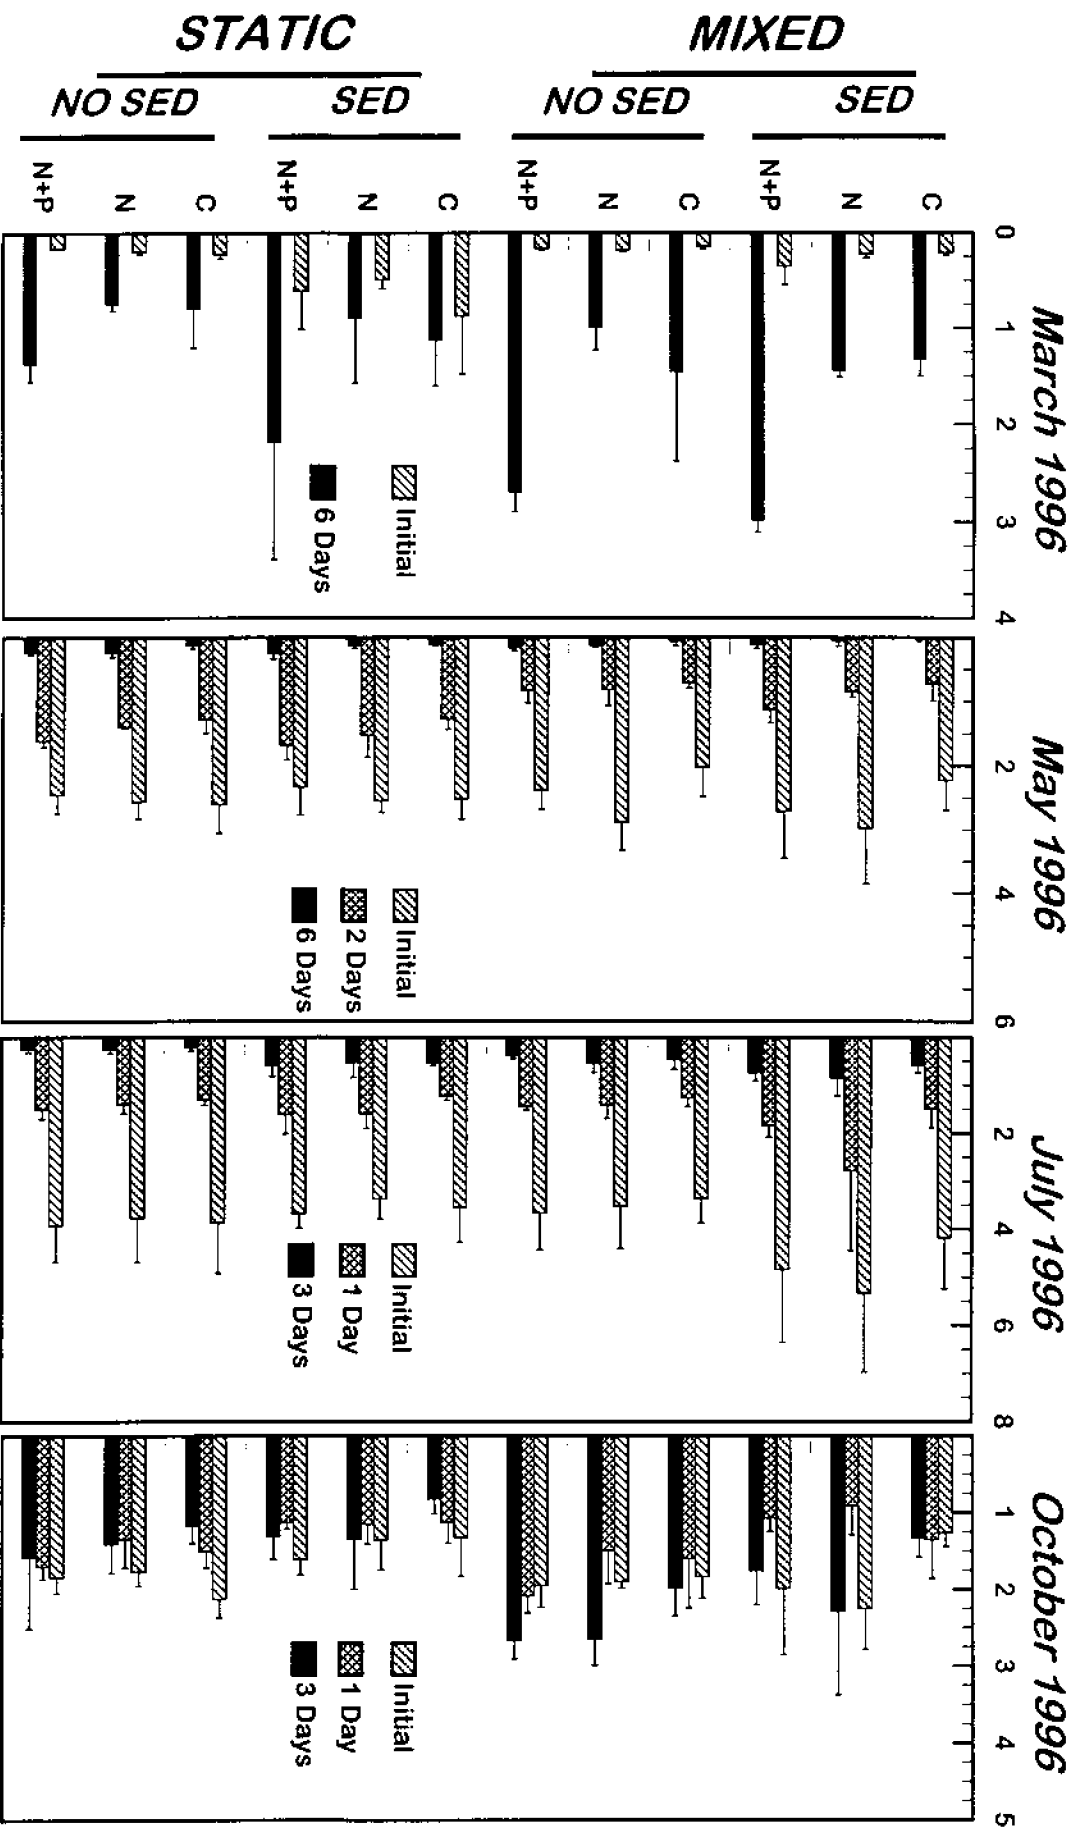 March 1996
0
1
2
3
4
Initial
6 Days
May 1996
2
4
6
Initial
2 Days
6 Days
July 1996
2
4
6
8
Initial
1 Day
3 Days
October 1996
1
2
3
4
5
Initial
1 Day
3 Days
N+P N C N+P N C N+P N C N+P N C
NO SED SED NO SED SED
STATIC MIXED